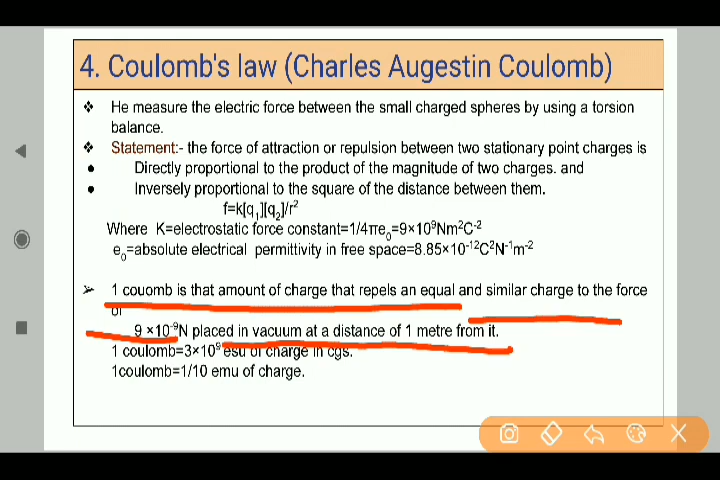 4. Coulomb's law (Charles Augestin Coulomb)
❖ He measure the electric force between the small charged spheres by using a torsion
balance.
❖ Statement:- the force of attraction or repulsion between two stationary point charges is
● Directly proportional to the product of the magnitude of two charges. and
● Inversely proportional to the square of the distance between them.
f=k[q₁][q₂]/r²
Where K=electrostatic force constant=1/4πe₀=9×10⁹Nm²C⁻²
e₀=absolute electrical permittivity in free space=8.85×10⁻¹²C²N⁻¹m⁻²
➢ 1 couomb is that amount of charge that repels an equal and similar charge to the force
of
9 ×10⁻⁹N placed in vacuum at a distance of 1 metre from it.
1 coulomb=3×10⁹ esu of charge in cgs.
1coulomb=1/10 emu of charge.